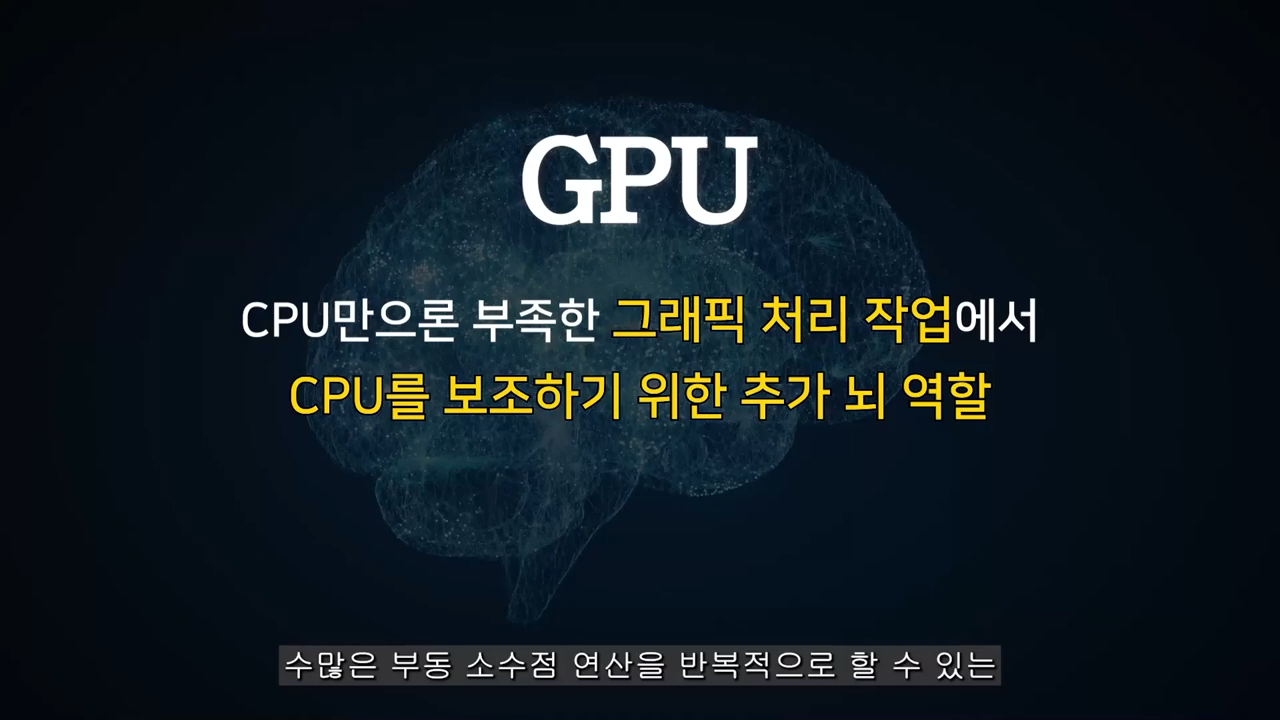 GPU
CPU만으론 부족한 그래픽 처리 작업에서
CPU를 보조하기 위한 추가 뇌 역할
수많은 부동 소수점 연산을 반복적으로 할 수 있는